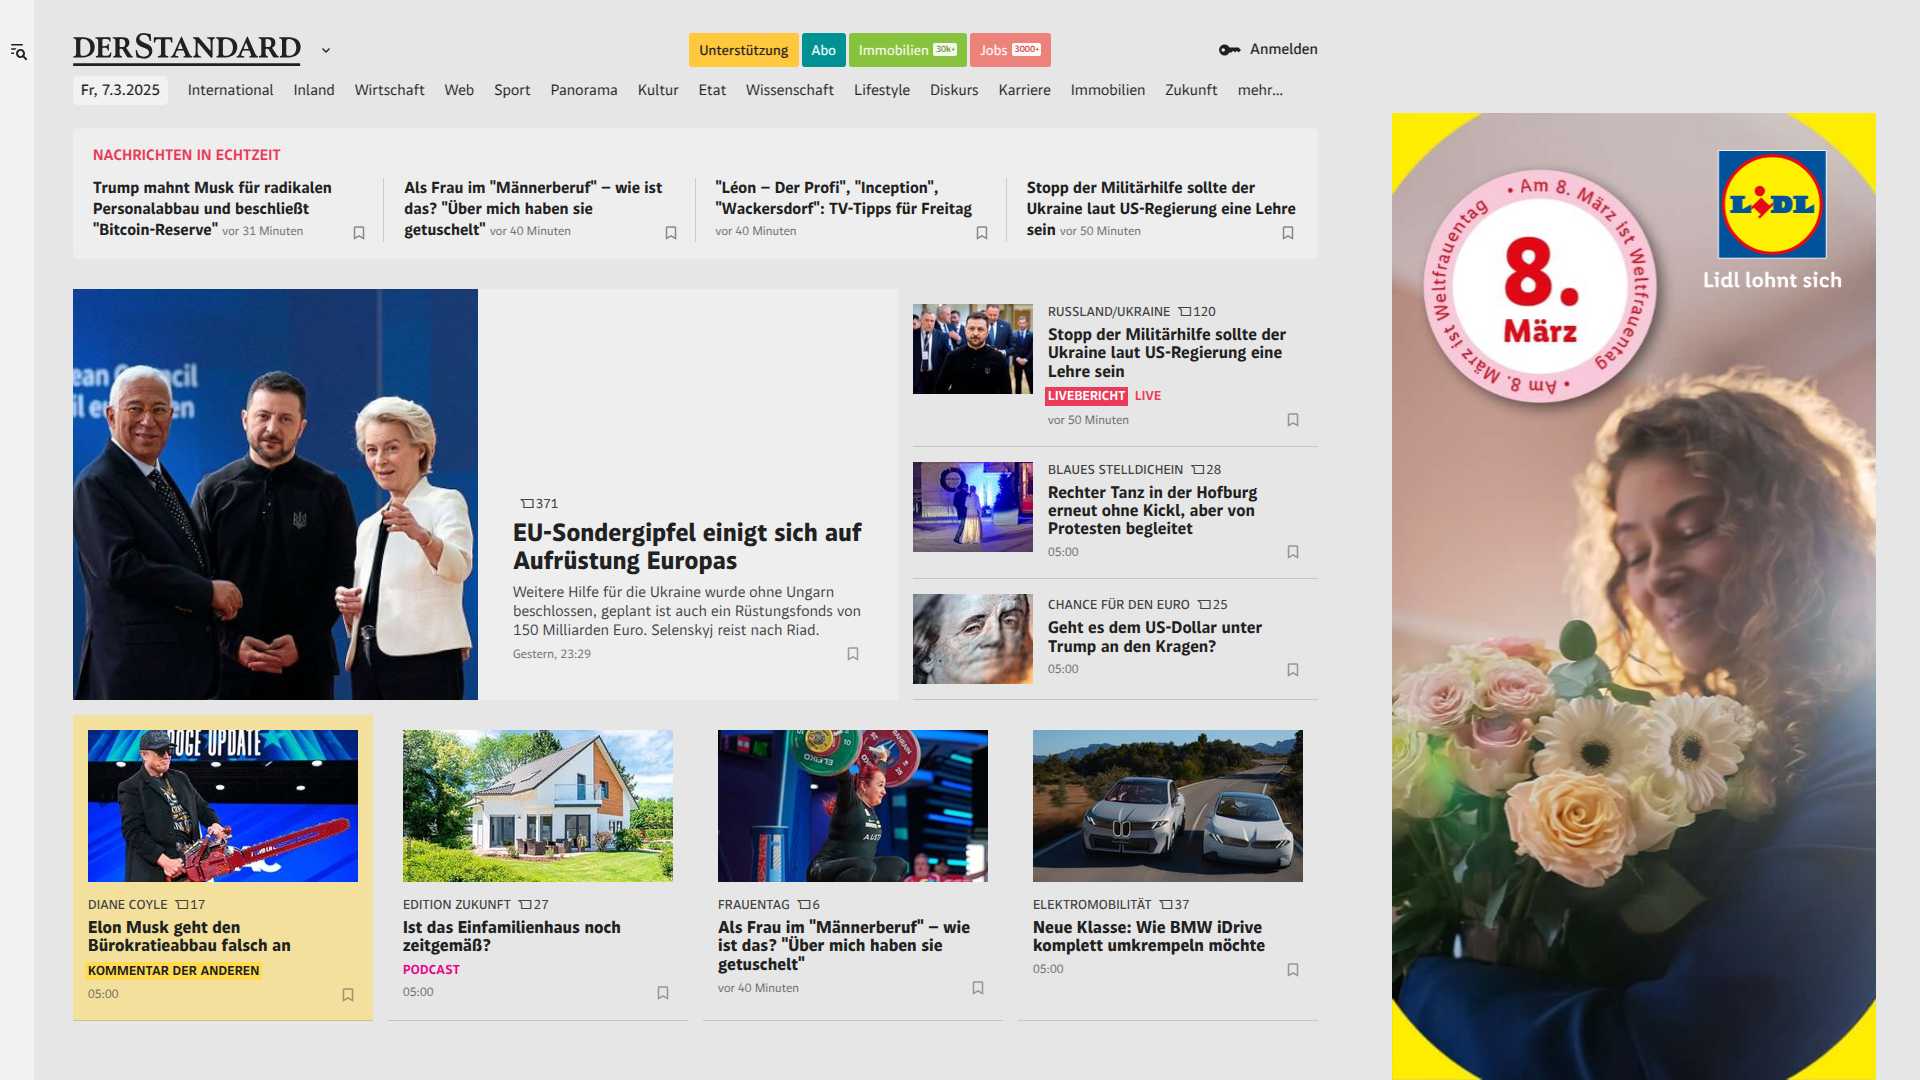 DERSTANDARD
Unterstützung
Abo
Immobilien 30k+
Jobs 3000+
Anmelden
Fr, 7.3.2025
International
Inland
Wirtschaft
Web
Sport
Panorama
Kultur
Etat
Wissenschaft
Lifestyle
Diskurs
Karriere
Immobilien
Zukunft
mehr...
NACHRICHTEN IN ECHTZEIT
Trump mahnt Musk für radikalen
Personalabbau und beschließt
"Bitcoin-Reserve" vor 31 Minuten
Als Frau im "Männerberuf" – wie ist
das? "Über mich haben sie
getuschelt" vor 40 Minuten
"Léon – Der Profi", "Inception",
"Wackersdorf": TV-Tipps für Freitag
vor 40 Minuten
Stopp der Militärhilfe sollte der
Ukraine laut US-Regierung eine Lehre
sein vor 50 Minuten
371
EU-Sondergipfel einigt sich auf
Aufrüstung Europas
Weitere Hilfe für die Ukraine wurde ohne Ungarn
beschlossen, geplant ist auch ein Rüstungsfonds von
150 Milliarden Euro. Selenskyj reist nach Riad.
Gestern, 23:29
RUSSLAND/UKRAINE 120
Stopp der Militärhilfe sollte der
Ukraine laut US-Regierung eine
Lehre sein
LIVEBERICHT LIVE
vor 50 Minuten
BLAUES STELLDICHEIN 28
Rechter Tanz in der Hofburg
erneut ohne Kickl, aber von
Protesten begleitet
05:00
CHANCE FÜR DEN EURO 25
Geht es dem US-Dollar unter
Trump an den Kragen?
05:00
DOGE UPDATE
DIANE COYLE 17
Elon Musk geht den
Bürokratieabbau falsch an
KOMMENTAR DER ANDEREN
05:00
EDITION ZUKUNFT 27
Ist das Einfamilienhaus noch
zeitgemäß?
PODCAST
05:00
FRAUENTAG 6
Als Frau im "Männerberuf" – wie
ist das? "Über mich haben sie
getuschelt"
vor 40 Minuten
ELEKTROMOBILITÄT 37
Neue Klasse: Wie BMW iDrive
komplett umkrempeln möchte
05:00
• Am 8. März ist Weltfrauentag • Am 8. März ist Weltfrauentag
8.
März
LIDL
Lidl lohnt sich